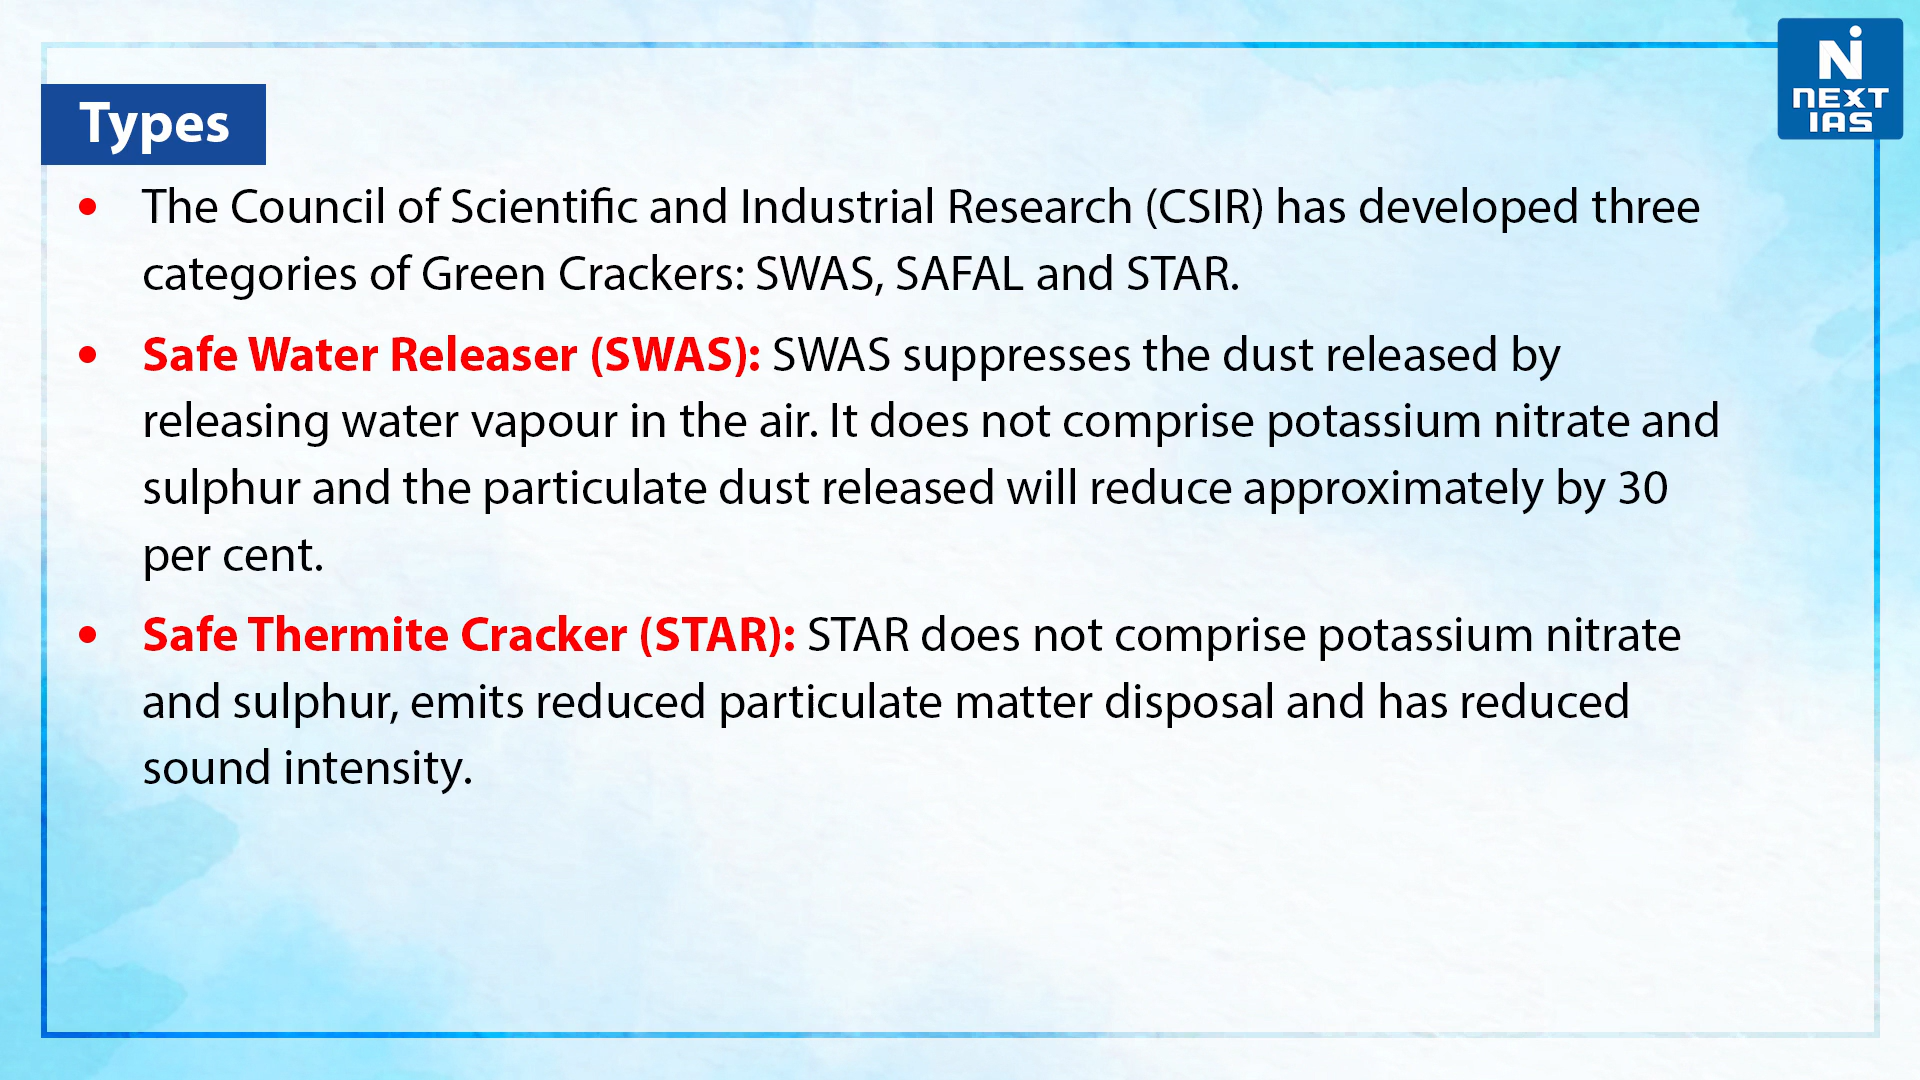 NEXT
IAS
Types
• The Council of Scientific and Industrial Research (CSIR) has developed three
categories of Green Crackers: SWAS, SAFAL and STAR.
• Safe Water Releaser (SWAS): SWAS suppresses the dust released by
releasing water vapour in the air. It does not comprise potassium nitrate and
sulphur and the particulate dust released will reduce approximately by 30
per cent.
• Safe Thermite Cracker (STAR): STAR does not comprise potassium nitrate
and sulphur, emits reduced particulate matter disposal and has reduced
sound intensity.